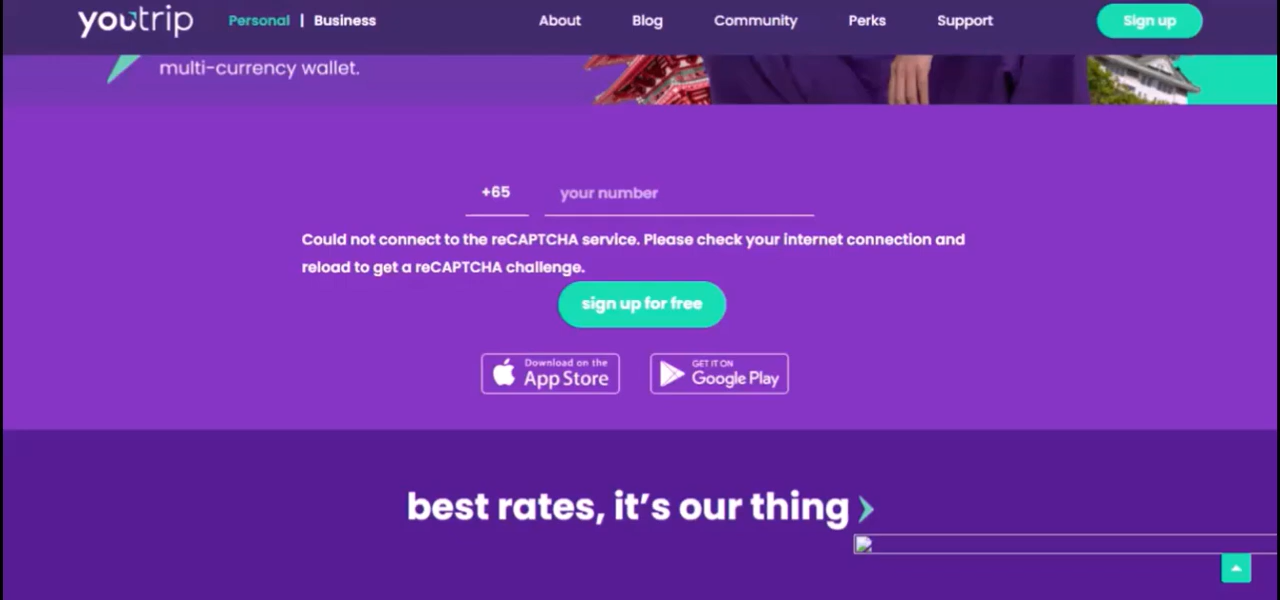 youtrip Personal | Business About Blog Community Perks Support Sign up
multi-currency wallet.
+65 your number
Could not connect to the reCAPTCHA service. Please check your internet connection and
reload to get a reCAPTCHA challenge.
sign up for free
Download on the
App Store
GET IT ON
Google Play
best rates, it's our thing